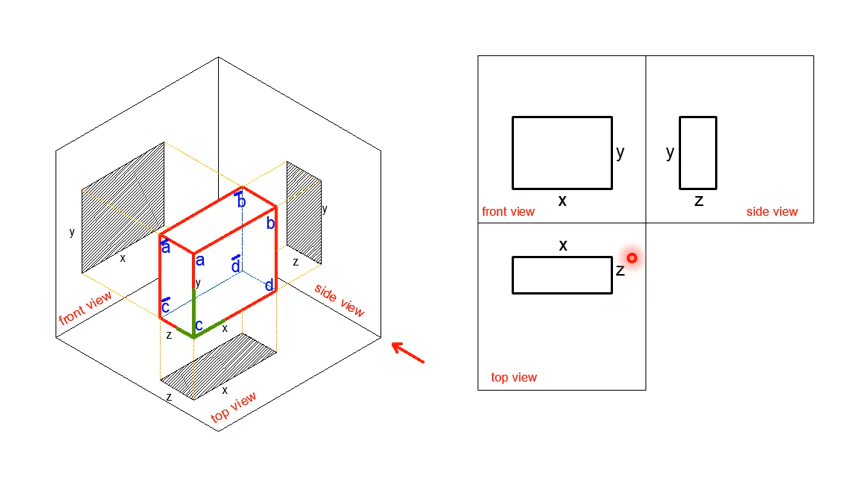 b̄
b
ā
a
d̄
d
c̄
c
y
x
z
y
x
y
z
z
x
front view
side view
top view
y
x
front view
y
z
side view
x
z
top view